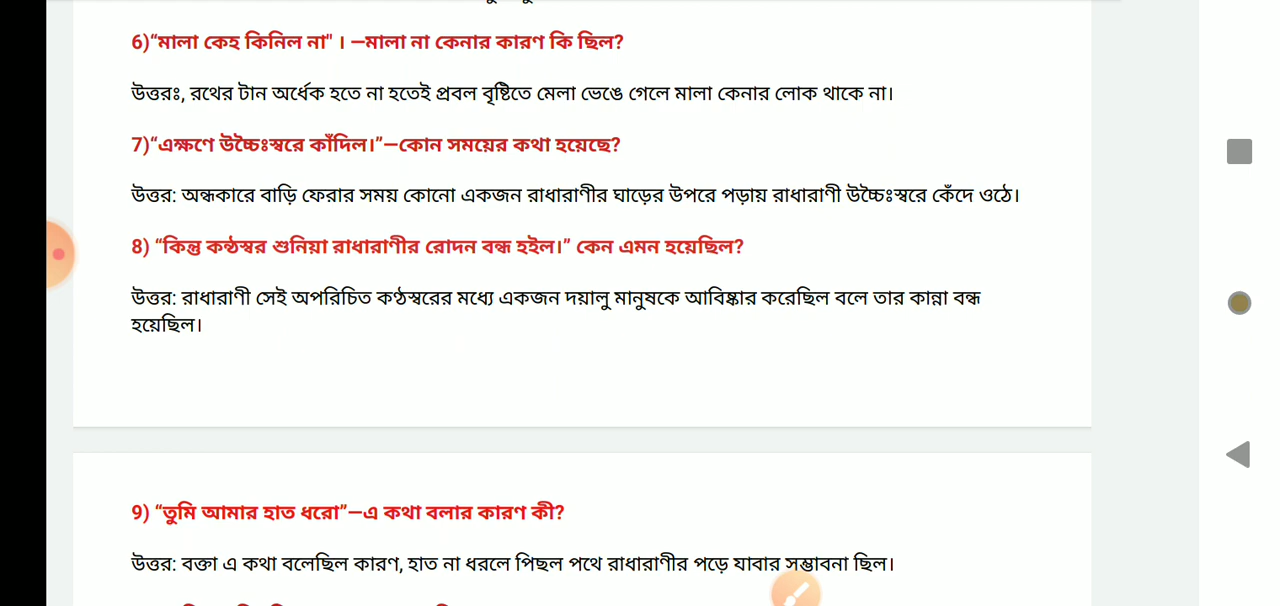 6)“মালা কেহ কিনিল না" । —মালা না কেনার কারণ কি ছিল?
উত্তরঃ, রথের টান অর্ধেক হতে না হতেই প্রবল বৃষ্টিতে মেলা ভেঙে গেলে মালা কেনার লোক থাকে না।
7)“এক্ষণে উচ্চৈঃস্বরে কাঁদিল।”—কোন সময়ের কথা হয়েছে?
উত্তর: অন্ধকারে বাড়ি ফেরার সময় কোনো একজন রাধারাণীর ঘাড়ের উপরে পড়ায় রাধারাণী উচ্চৈঃস্বরে কেঁদে ওঠে।
8) “কিন্তু কন্ঠস্বর শুনিয়া রাধারাণীর রোদন বন্ধ হইল।” কেন এমন হয়েছিল?
উত্তর: রাধারাণী সেই অপরিচিত কণ্ঠস্বরের মধ্যে একজন দয়ালু মানুষকে আবিষ্কার করেছিল বলে তার কান্না বন্ধ
হয়েছিল।
9) “তুমি আমার হাত ধরো”—এ কথা বলার কারণ কী?
উত্তর: বক্তা এ কথা বলেছিল কারণ, হাত না ধরলে পিছল পথে রাধারাণীর পড়ে যাবার সম্ভাবনা ছিল।